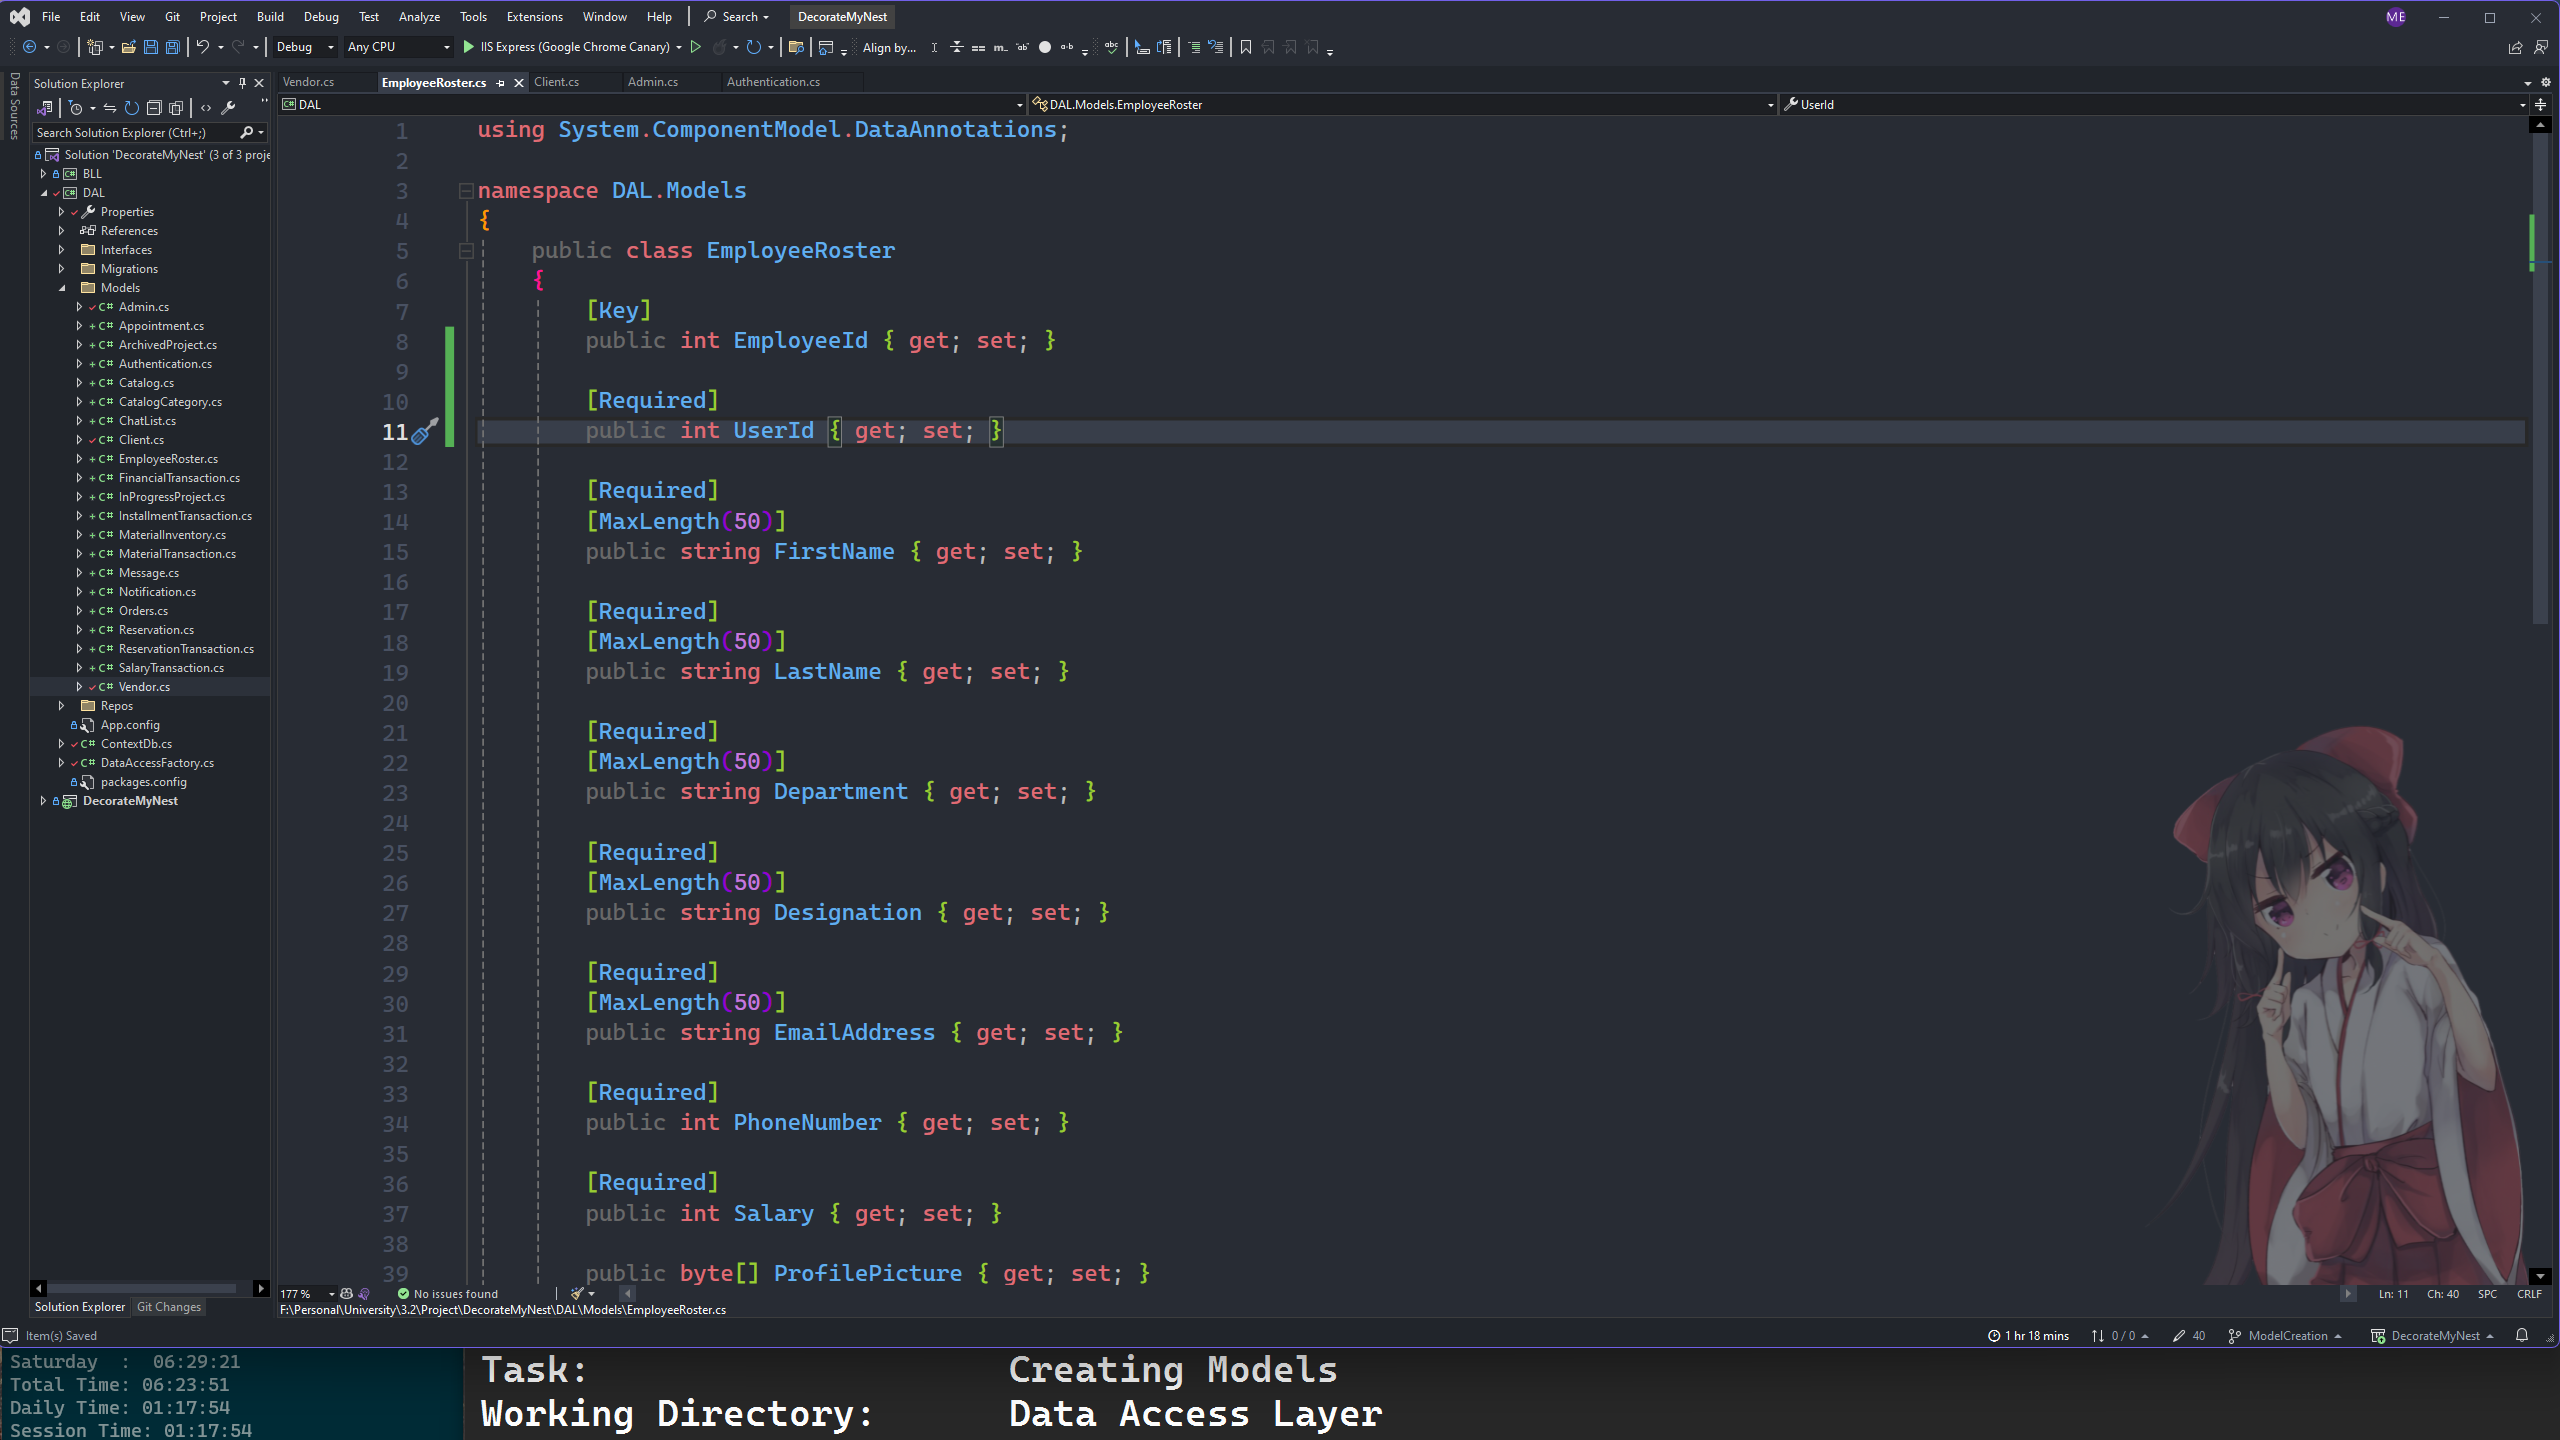 File Edit View Git Project Build Debug Test Analyze Tools Extensions Window Help Search DecorateMyNest ME
Debug Any CPU IIS Express (Google Chrome Canary) Align by...
Data Sources
Solution Explorer
Search Solution Explorer (Ctrl+;)
Solution 'DecorateMyNest' (3 of 3 proje
BLL
DAL
Properties
References
Interfaces
Migrations
Models
C# Admin.cs
C# Appointment.cs
C# ArchivedProject.cs
C# Authentication.cs
C# Catalog.cs
C# CatalogCategory.cs
C# ChatList.cs
C# Client.cs
C# EmployeeRoster.cs
C# FinancialTransaction.cs
C# InProgressProject.cs
C# InstallmentTransaction.cs
C# MaterialInventory.cs
C# MaterialTransaction.cs
C# Message.cs
C# Notification.cs
C# Orders.cs
C# Reservation.cs
C# ReservationTransaction.cs
C# SalaryTransaction.cs
C# Vendor.cs
Repos
App.config
C# ContextDb.cs
C# DataAccessFactory.cs
packages.config
DecorateMyNest
Solution Explorer Git Changes
Vendor.cs EmployeeRoster.cs Client.cs Admin.cs Authentication.cs
DAL DAL.Models.EmployeeRoster UserId
1 using System.ComponentModel.DataAnnotations;
2
3 namespace DAL.Models
4 {
5 public class EmployeeRoster
6 {
7 [Key]
8 public int EmployeeId { get; set; }
9
10 [Required]
11 public int UserId { get; set; }
12
13 [Required]
14 [MaxLength(50)]
15 public string FirstName { get; set; }
16
17 [Required]
18 [MaxLength(50)]
19 public string LastName { get; set; }
20
21 [Required]
22 [MaxLength(50)]
23 public string Department { get; set; }
24
25 [Required]
26 [MaxLength(50)]
27 public string Designation { get; set; }
28
29 [Required]
30 [MaxLength(50)]
31 public string EmailAddress { get; set; }
32
33 [Required]
34 public int PhoneNumber { get; set; }
35
36 [Required]
37 public int Salary { get; set; }
38
39 public byte[] ProfilePicture { get; set; }
177 % No issues found Ln: 11 Ch: 40 SPC CRLF
F:\Personal\University\3.2\Project\DecorateMyNest\DAL\Models\EmployeeRoster.cs
Item(s) Saved 1 hr 18 mins 0 / 0 40 ModelCreation DecorateMyNest
Saturday : 06:29:21
Total Time: 06:23:51
Daily Time: 01:17:54
Session Time: 01:17:54
Task: Creating Models
Working Directory: Data Access Layer